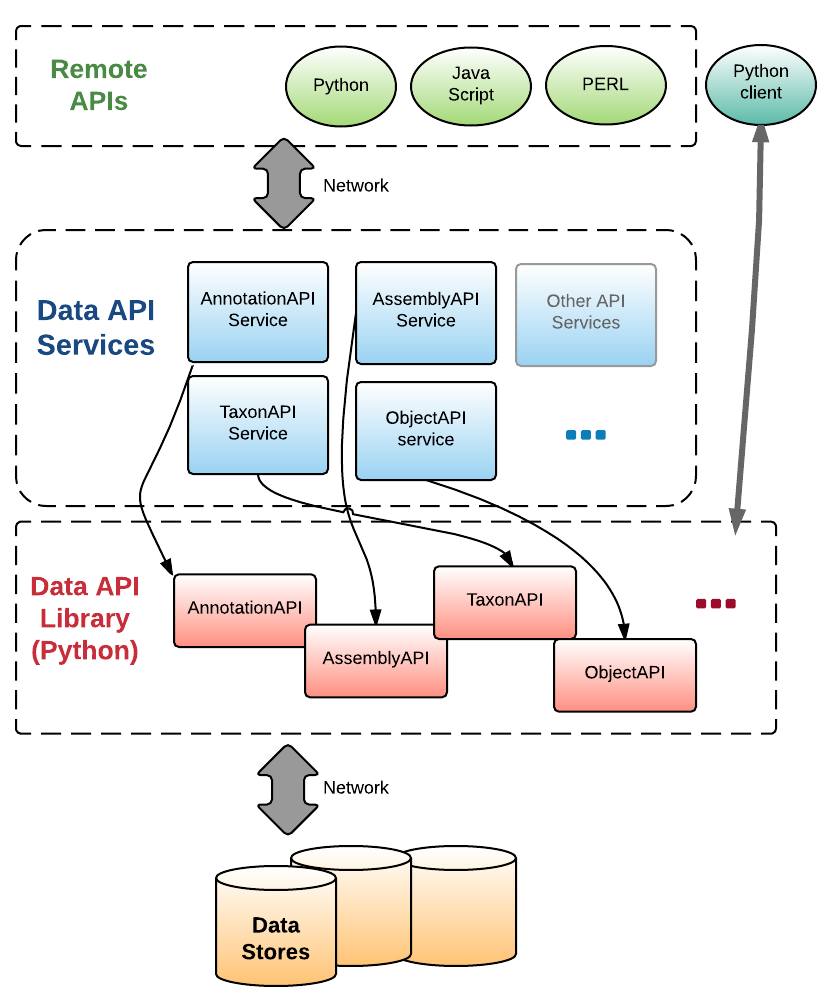 Remote
APIs
Python
Java
Script
PERL
Python
client
Network
Data API
Services
AnnotationAPI
Service
AssemblyAPI
Service
Other API
Services
TaxonAPI
Service
ObjectAPI
service
Data API
Library
(Python)
AnnotationAPI
AssemblyAPI
TaxonAPI
ObjectAPI
Network
Data
Stores